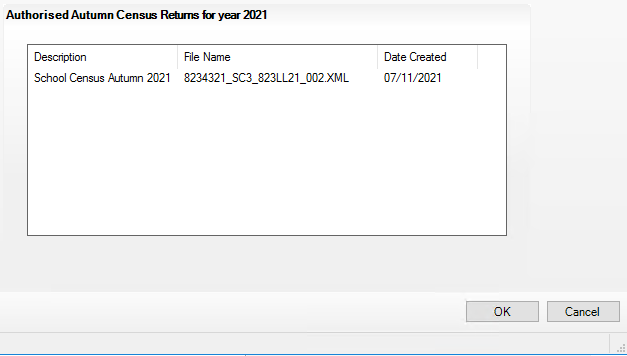 Authorised Autumn Census Returns for year 2021
Description File Name Date Created
School Census Autumn 2021 8234321_SC3_823LL21_002.XML 07/11/2021
OK Cancel